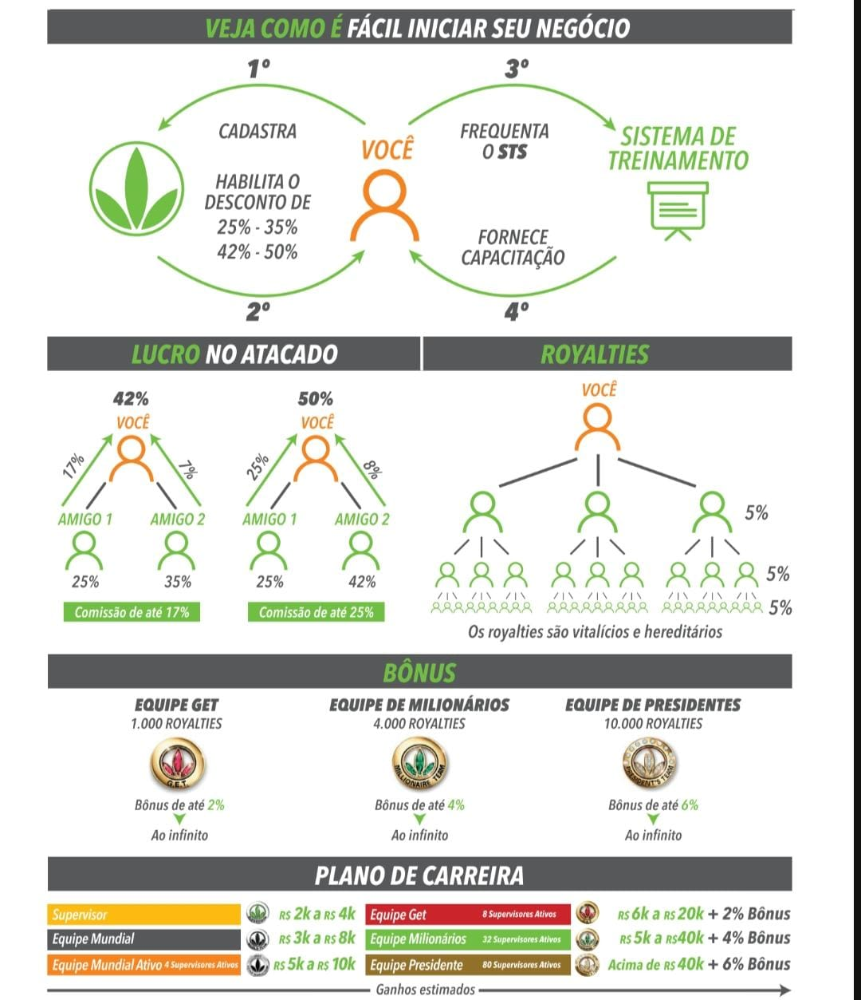 VEJA COMO É FÁCIL INICIAR SEU NEGÓCIO
1º
3º
CADASTRA
HABILITA O
DESCONTO DE
25% - 35%
42% - 50%
VOCÊ
FREQUENTA
O STS
FORNECE
CAPACITAÇÃO
SISTEMA DE
TREINAMENTO
2º
4º
LUCRO NO ATACADO
42%
VOCÊ
17%
7%
AMIGO 1
AMIGO 2
25%
35%
Comissão de até 17%
50%
VOCÊ
25%
8%
AMIGO 1
AMIGO 2
25%
42%
Comissão de até 25%
ROYALTIES
VOCÊ
5%
5%
5%
Os royalties são vitalícios e hereditários
BÔNUS
EQUIPE GET
1.000 ROYALTIES
G.E.T.
Bônus de até 2%
Ao infinito
EQUIPE DE MILIONÁRIOS
4.000 ROYALTIES
MILLIONAIRE TEAM
Bônus de até 4%
Ao infinito
EQUIPE DE PRESIDENTES
10.000 ROYALTIES
PRESIDENT'S TEAM
Bônus de até 6%
Ao infinito
PLANO DE CARREIRA
Supervisor R$ 2k a R$ 4k
Equipe Mundial R$ 3k a R$ 8k
Equipe Mundial Ativo 4 Supervisores Ativos R$ 5k a R$ 10k
Equipe Get 8 Supervisores Ativos R$ 6k a R$ 20k + 2% Bônus
Equipe Milionários 32 Supervisores Ativos R$ 5k a R$40k + 4% Bônus
Equipe Presidente 80 Supervisores Ativos Acima de R$ 40k + 6% Bônus
Ganhos estimados